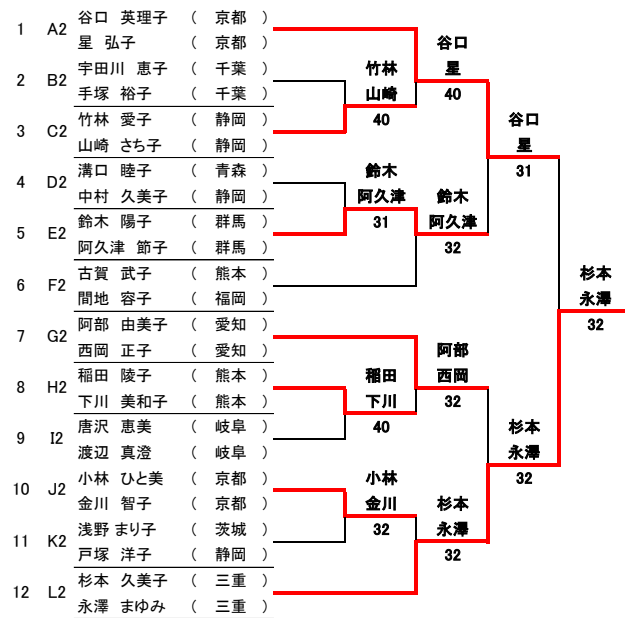 1 A2 谷口 英理子 ( 京都 )
星 弘子 ( 京都 )
2 B2 宇田川 恵子 ( 千葉 )
手塚 裕子 ( 千葉 )
3 C2 竹林 愛子 ( 静岡 )
山崎 さち子 ( 静岡 )
4 D2 溝口 睦子 ( 青森 )
中村 久美子 ( 静岡 )
5 E2 鈴木 陽子 ( 群馬 )
阿久津 節子 ( 群馬 )
6 F2 古賀 武子 ( 熊本 )
間地 容子 ( 福岡 )
7 G2 阿部 由美子 ( 愛知 )
西岡 正子 ( 愛知 )
8 H2 稲田 陵子 ( 熊本 )
下川 美和子 ( 熊本 )
9 I2 唐沢 恵美 ( 岐阜 )
渡辺 真澄 ( 岐阜 )
10 J2 小林 ひと美 ( 京都 )
金川 智子 ( 京都 )
11 K2 浅野 まり子 ( 茨城 )
戸塚 洋子 ( 静岡 )
12 L2 杉本 久美子 ( 三重 )
永澤 まゆみ ( 三重 )
竹林
山崎
40
鈴木
阿久津
31
稲田
下川
40
小林
金川
32
谷口
星
40
鈴木
阿久津
32
阿部
西岡
32
杉本
永澤
32
谷口
星
31
杉本
永澤
32
杉本
永澤
32